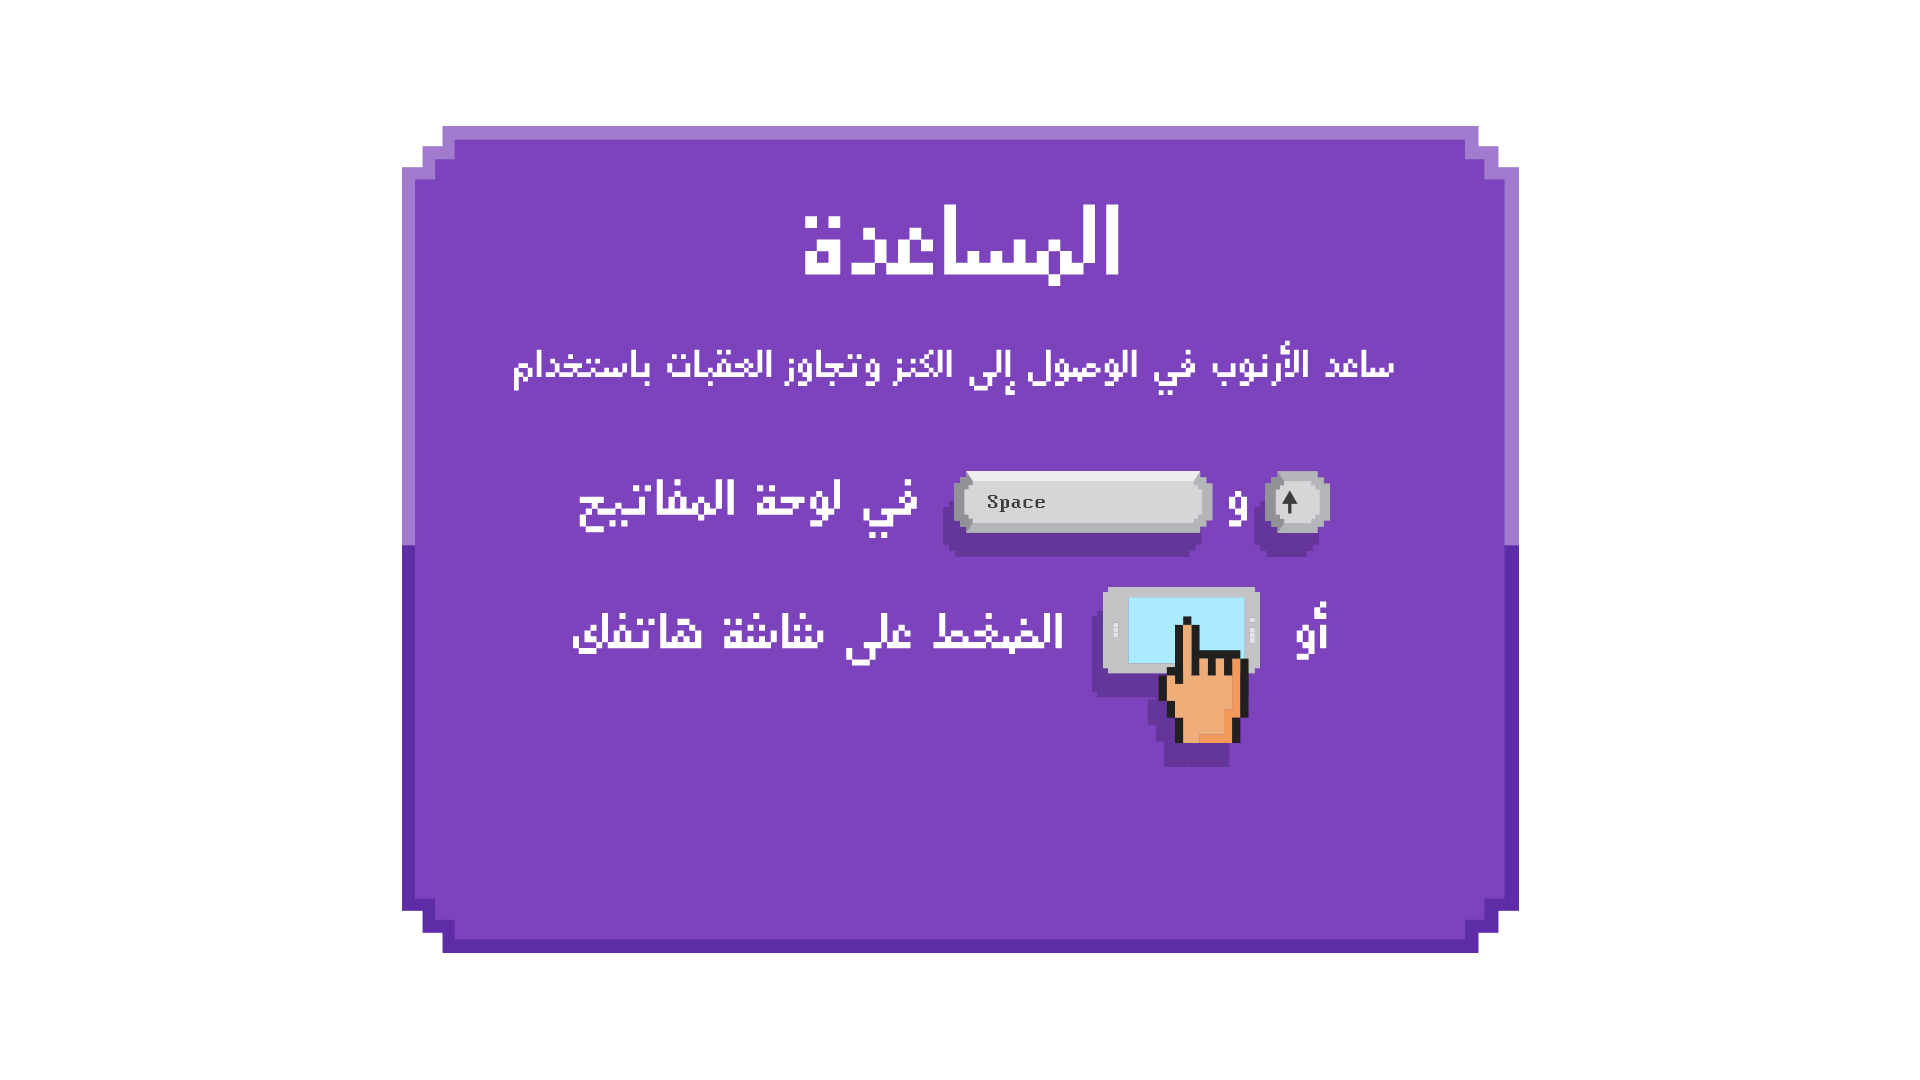 المساعدة
ساعد الأرنوب في الوصول إلى الكنز وتجاوز العقبات باستخدام
↑ و Space في لوحة المفاتيح
أو الضغط على شاشة هاتفك